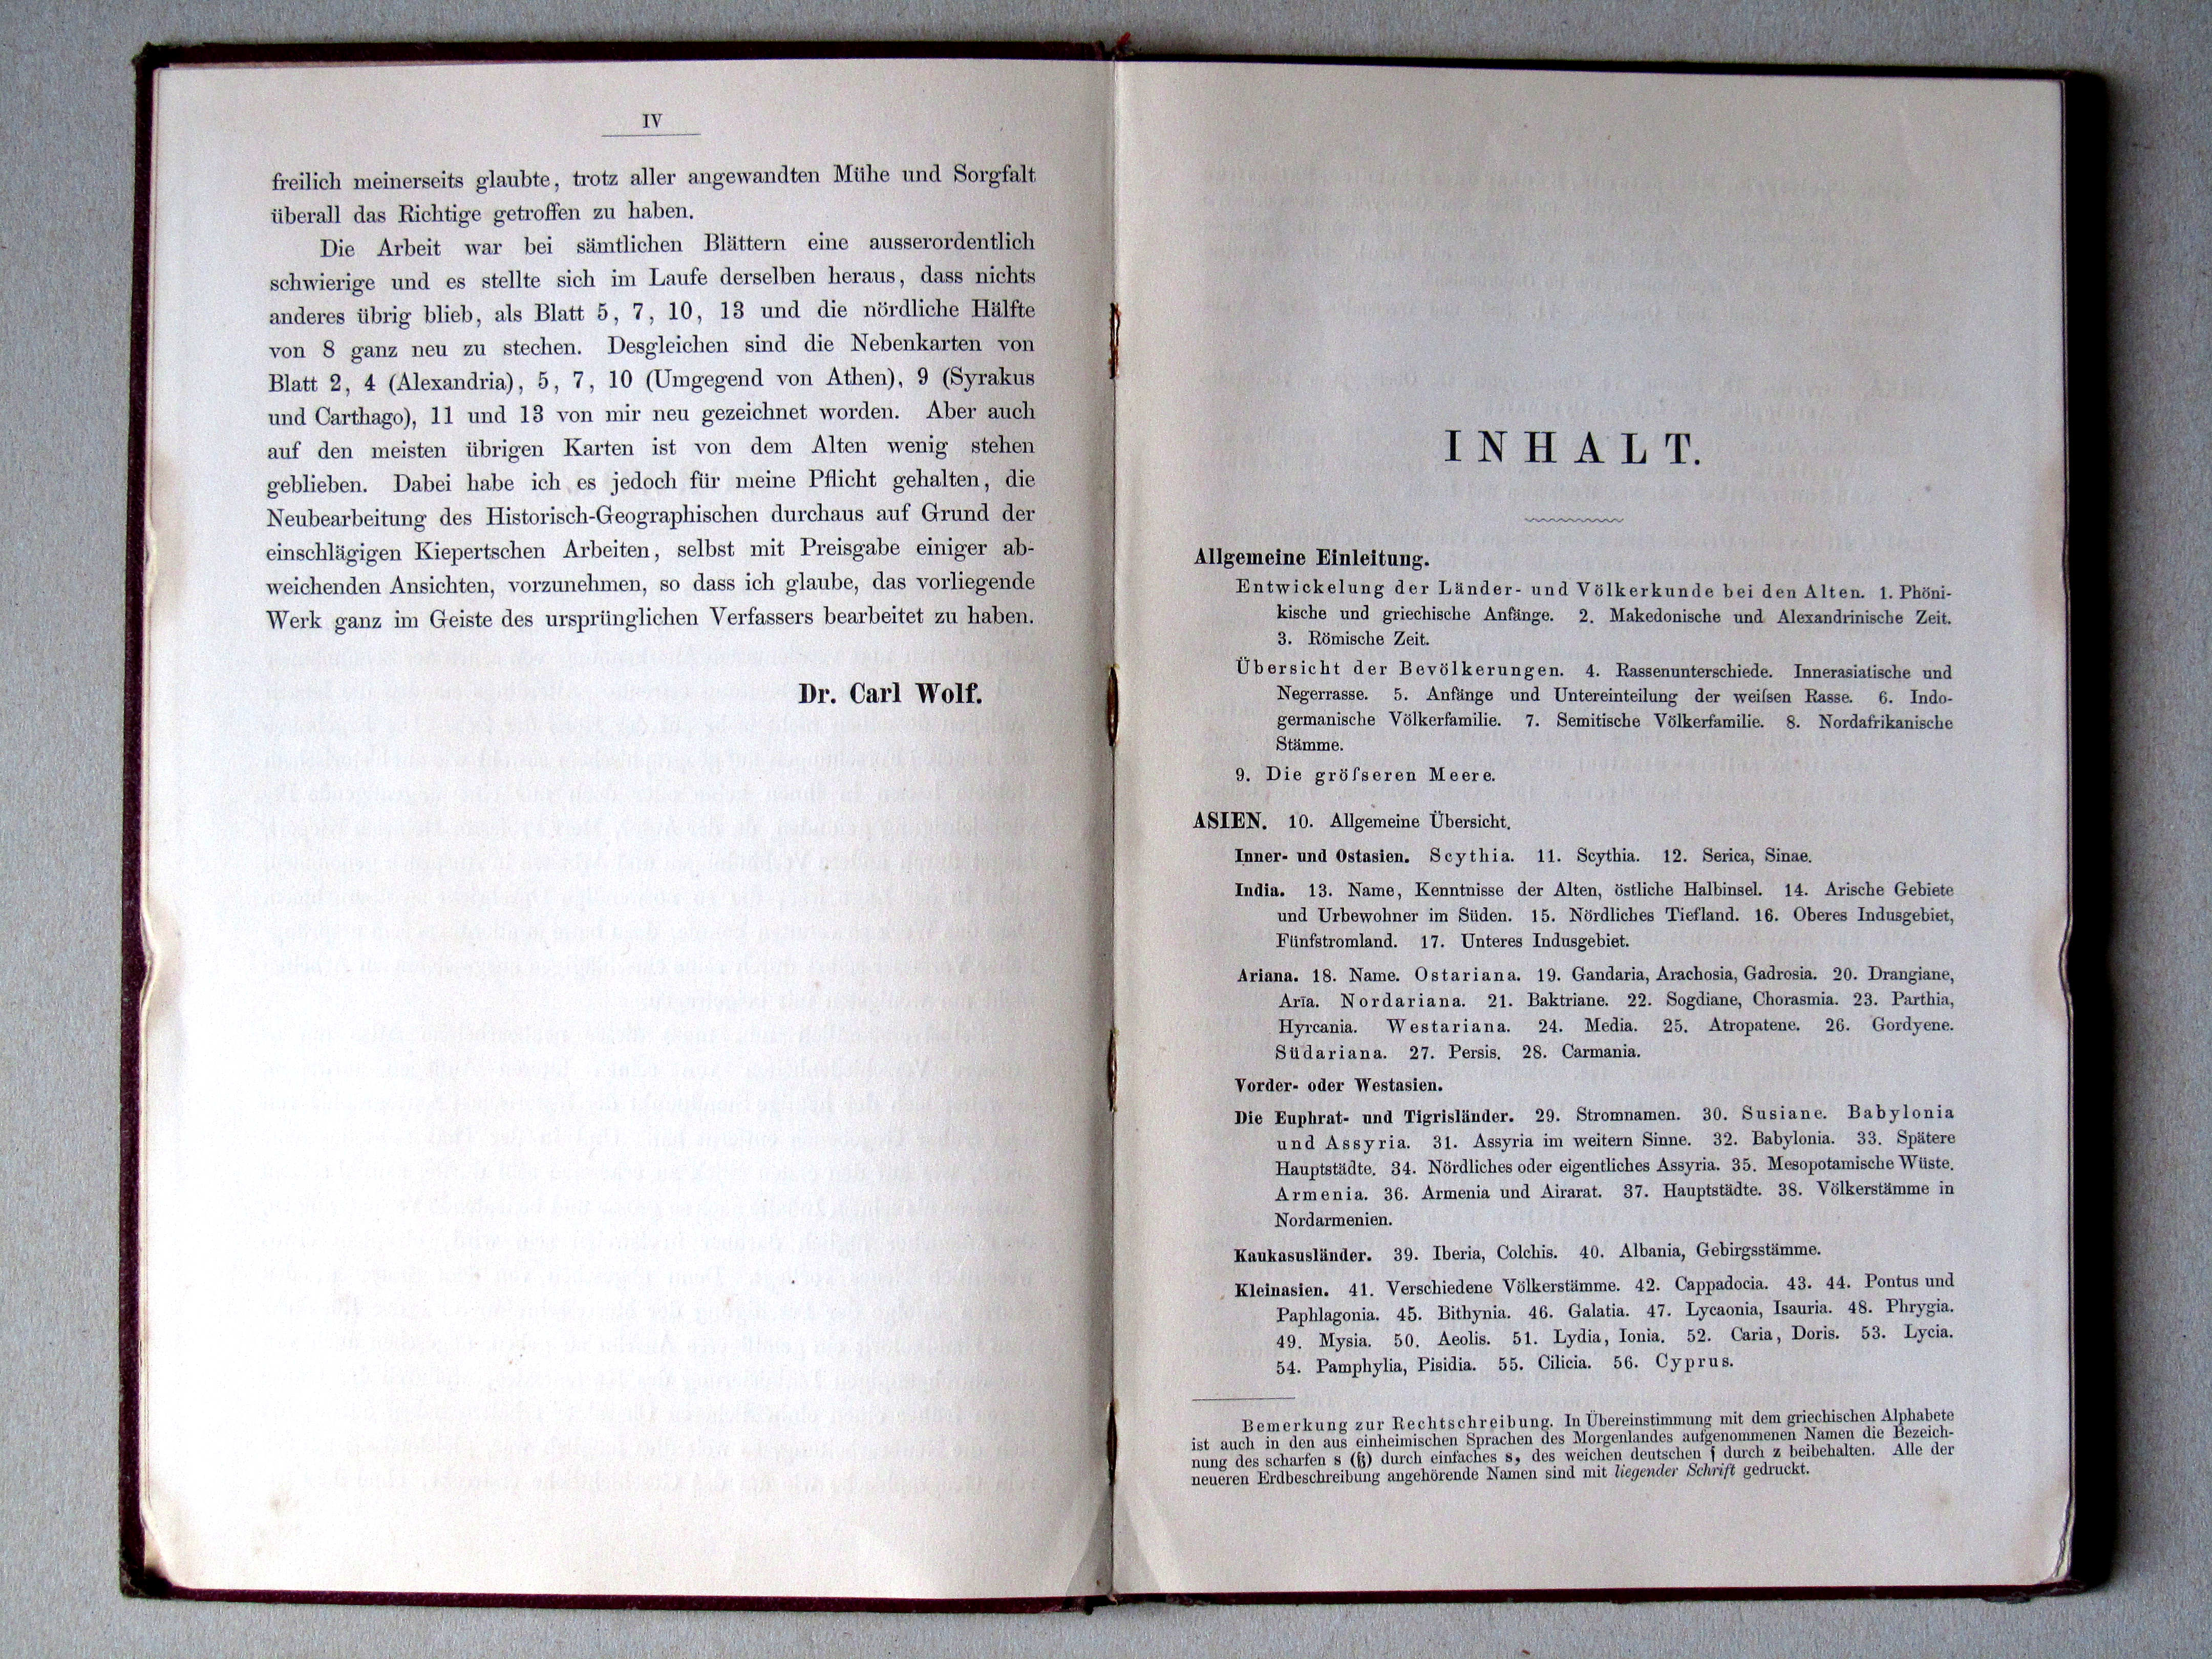 IV
freilich meinerseits glaubte, trotz aller angewandten Mühe und Sorgfalt
überall das Richtige getroffen zu haben.
Die Arbeit war bei sämtlichen Blättern eine ausserordentlich
schwierige und es stellte sich im Laufe derselben heraus, dass nichts
anderes übrig blieb, als Blatt 5, 7, 10, 13 und die nördliche Hälfte
von 8 ganz neu zu stechen. Desgleichen sind die Nebenkarten von
Blatt 2, 4 (Alexandria), 5, 7, 10 (Umgegend von Athen), 9 (Syrakus
und Carthago), 11 und 13 von mir neu gezeichnet worden. Aber auch
auf den meisten übrigen Karten ist von dem Alten wenig stehen
geblieben. Dabei habe ich es jedoch für meine Pflicht gehalten, die
Neubearbeitung des Historisch-Geographischen durchaus auf Grund der
einschlägigen Kiepertschen Arbeiten, selbst mit Preisgabe einiger ab-
weichenden Ansichten, vorzunehmen, so dass ich glaube, das vorliegende
Werk ganz im Geiste des ursprünglichen Verfassers bearbeitet zu haben.
Dr. Carl Wolf.
INHALT.
Allgemeine Einleitung.
Entwickelung der Länder- und Völkerkunde bei den Alten. 1. Phöni-
kische und griechische Anfänge. 2. Makedonische und Alexandrinische Zeit.
3. Römische Zeit.
Übersicht der Bevölkerungen. 4. Rassenunterschiede. Innerasiatische und
Negerrasse. 5. Anfänge und Untereinteilung der weiſsen Rasse. 6. Indo-
germanische Völkerfamilie. 7. Semitische Völkerfamilie. 8. Nordafrikanische
Stämme.
9. Die gröſseren Meere.
ASIEN. 10. Allgemeine Übersicht.
Inner- und Ostasien. Scythia. 11. Scythia. 12. Serica, Sinae.
India. 13. Name, Kenntnisse der Alten, östliche Halbinsel. 14. Arische Gebiete
und Urbewohner im Süden. 15. Nördliches Tiefland. 16. Oberes Indusgebiet,
Fünfstromland. 17. Unteres Indusgebiet.
Ariana. 18. Name. Ostariana. 19. Gandaria, Arachosia, Gadrosia. 20. Drangiane,
Arīa. Nordariana. 21. Baktriane. 22. Sogdiane, Chorasmia. 23. Parthia,
Hyrcania. Westariana. 24. Media. 25. Atropatene. 26. Gordyene.
Südariana. 27. Persis. 28. Carmania.
Vorder- oder Westasien.
Die Euphrat- und Tigrisländer. 29. Stromnamen. 30. Susiane. Babylonia
und Assyria. 31. Assyria im weitern Sinne. 32. Babylonia. 33. Spätere
Hauptstädte. 34. Nördliches oder eigentliches Assyria. 35. Mesopotamische Wüste.
Armenia. 36. Armenia und Airarat. 37. Hauptstädte. 38. Völkerstämme in
Nordarmenien.
Kaukasusländer. 39. Iberia, Colchis. 40. Albania, Gebirgsstämme.
Kleinasien. 41. Verschiedene Völkerstämme. 42. Cappadocia. 43. 44. Pontus und
Paphlagonia. 45. Bithynia. 46. Galatia. 47. Lycaonia, Isauria. 48. Phrygia.
49. Mysia. 50. Aeolis. 51. Lydia, Ionia. 52. Caria, Doris. 53. Lycia.
54. Pamphylia, Pisidia. 55. Cilicia. 56. Cyprus.
Bemerkung zur Rechtschreibung. In Übereinstimmung mit dem griechischen Alphabete
ist auch in den aus einheimischen Sprachen des Morgenlandes aufgenommenen Namen die Bezeich-
nung des scharfen s (ß) durch einfaches s, des weichen deutschen ſ durch z beibehalten. Alle der
neueren Erdbeschreibung angehörende Namen sind mit liegender Schrift gedruckt.